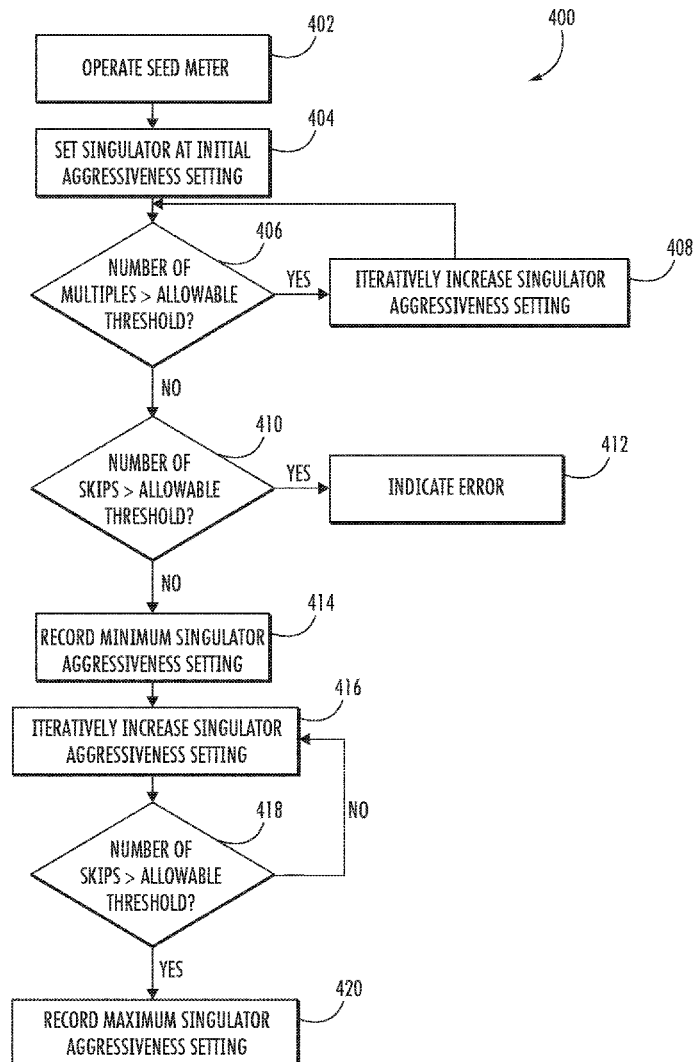 402
400
OPERATE SEED METER
404
SET SINGULATOR AT INITIAL
AGGRESSIVENESS SETTING
406
408
NUMBER OF
MULTIPLES > ALLOWABLE
THRESHOLD?
YES
ITERATIVELY INCREASE SINGULATOR
AGGRESSIVENESS SETTING
NO
410
412
NUMBER OF
SKIPS > ALLOWABLE
THRESHOLD?
YES
INDICATE ERROR
NO
414
RECORD MINIMUM SINGULATOR
AGGRESSIVENESS SETTING
416
ITERATIVELY INCREASE SINGULATOR
AGGRESSIVENESS SETTING
418
NO
NUMBER OF
SKIPS > ALLOWABLE
THRESHOLD?
YES
420
RECORD MAXIMUM SINGULATOR
AGGRESSIVENESS SETTING